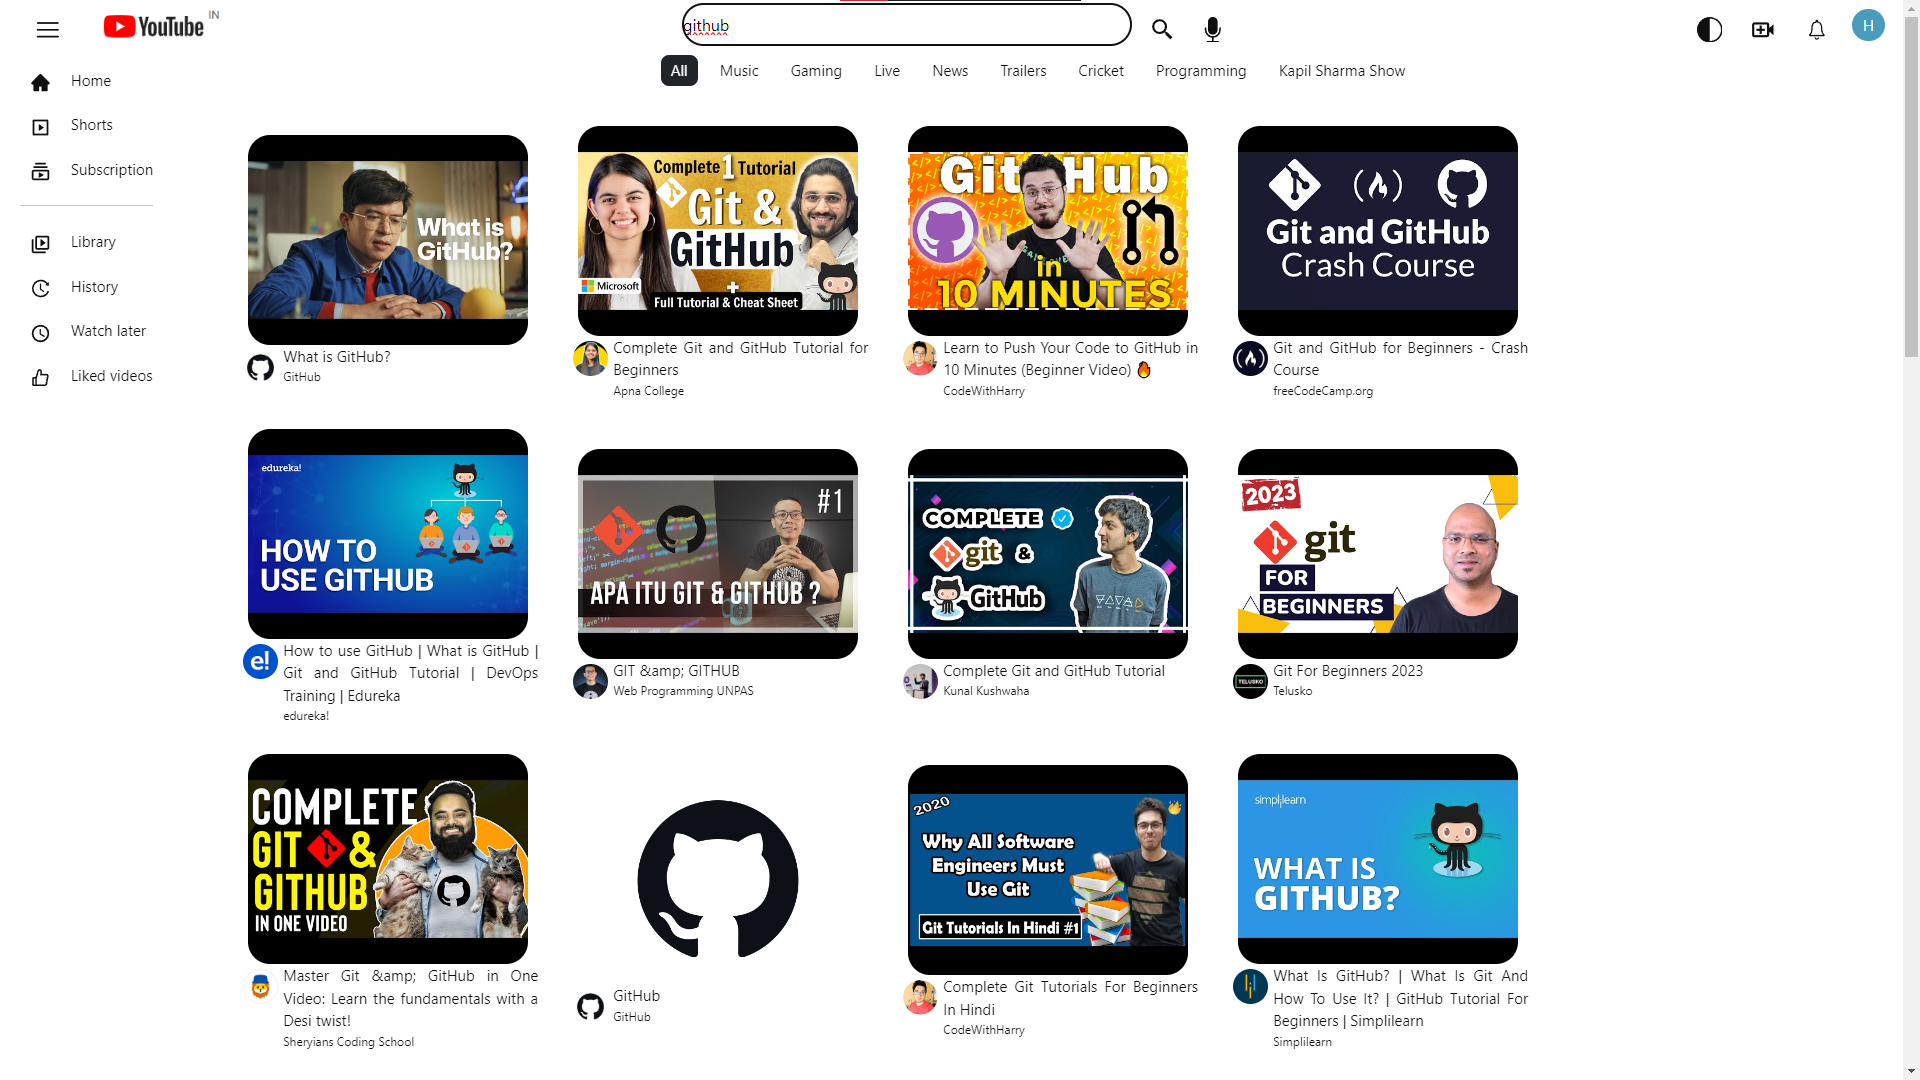 YouTube IN
github
H
All Music Gaming Live News Trailers Cricket Programming Kapil Sharma Show
Home
Shorts
Subscription
Library
History
Watch later
Liked videos
What is
GitHub?
What is GitHub?
GitHub
Complete 1 Tutorial
Git &
GitHub
Microsoft
+
Full Tutorial & Cheat Sheet
Complete Git and GitHub Tutorial for
Beginners
Apna College
GitHub
in
10 MINUTES
Learn to Push Your Code to GitHub in
10 Minutes (Beginner Video) 🔥
CodeWithHarry
Git and GitHub
Crash Course
Git and GitHub for Beginners - Crash
Course
freeCodeCamp.org
edureka!
HOW TO
USE GITHUB
e!
How to use GitHub | What is GitHub |
Git and GitHub Tutorial | DevOps
Training | Edureka
edureka!
#1
APA ITU GIT & GITHUB ?
GIT &amp; GITHUB
Web Programming UNPAS
COMPLETE
git &
GitHub
Complete Git and GitHub Tutorial
Kunal Kushwaha
2023
git
FOR
BEGINNERS
TELUSKO
Git For Beginners 2023
Telusko
COMPLETE
GIT &
GITHUB
IN ONE VIDEO
Master Git &amp; GitHub in One
Video: Learn the fundamentals with a
Desi twist!
Sheryians Coding School
GitHub
GitHub
2020
Why All Software
Engineers Must
Use Git
Git Tutorials In Hindi #1
Complete Git Tutorials For Beginners
In Hindi
CodeWithHarry
simplilearn
WHAT IS
GITHUB?
What Is GitHub? | What Is Git And
How To Use It? | GitHub Tutorial For
Beginners | Simplilearn
Simplilearn